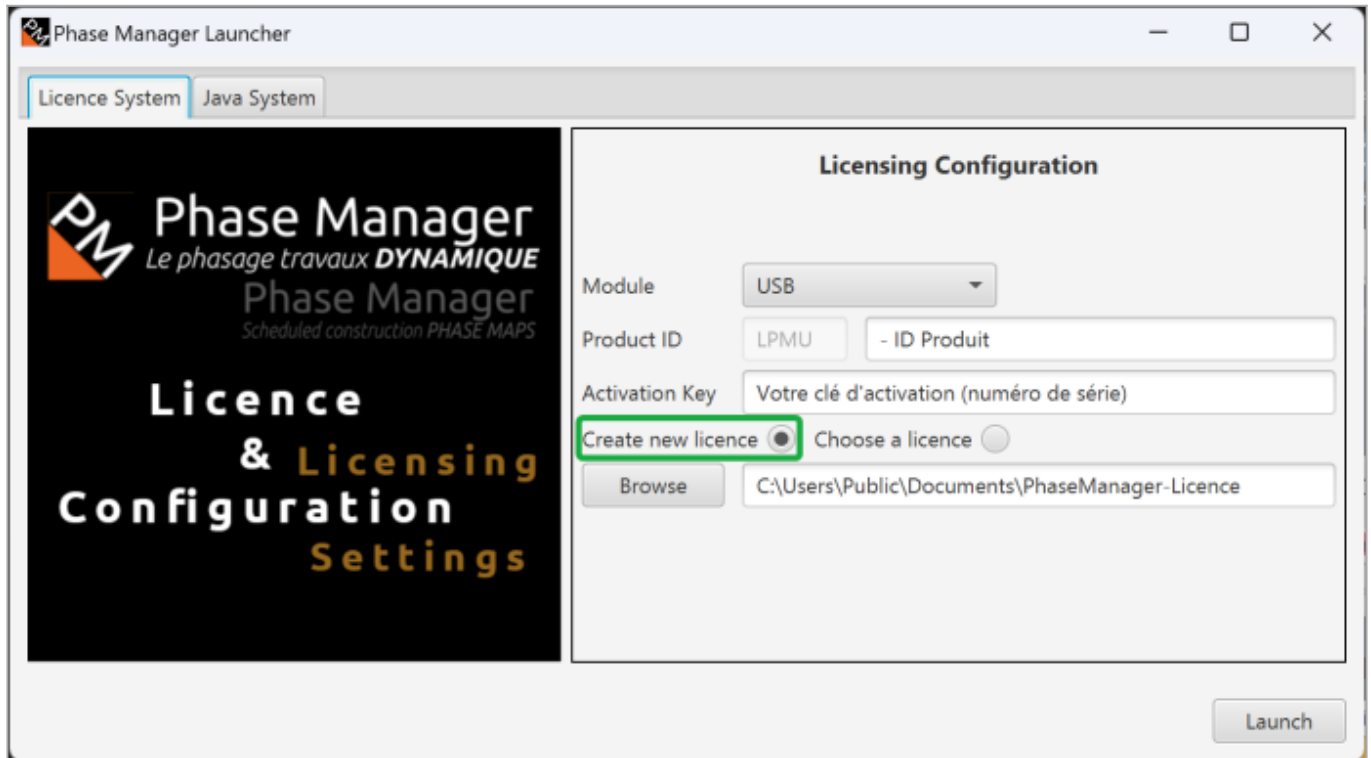 PM Phase Manager Launcher
Licence System Java System
PM
Phase Manager
Le phasage travaux DYNAMIQUE
Phase Manager
Scheduled construction PHASE MAPS
Licence
& Licensing
Configuration
Settings
Licensing Configuration
Module USB
Product ID LPMU - ID Produit
Activation Key Votre clé d'activation (numéro de série)
Create new licence Choose a licence
Browse C:\Users\Public\Documents\PhaseManager-Licence
Launch